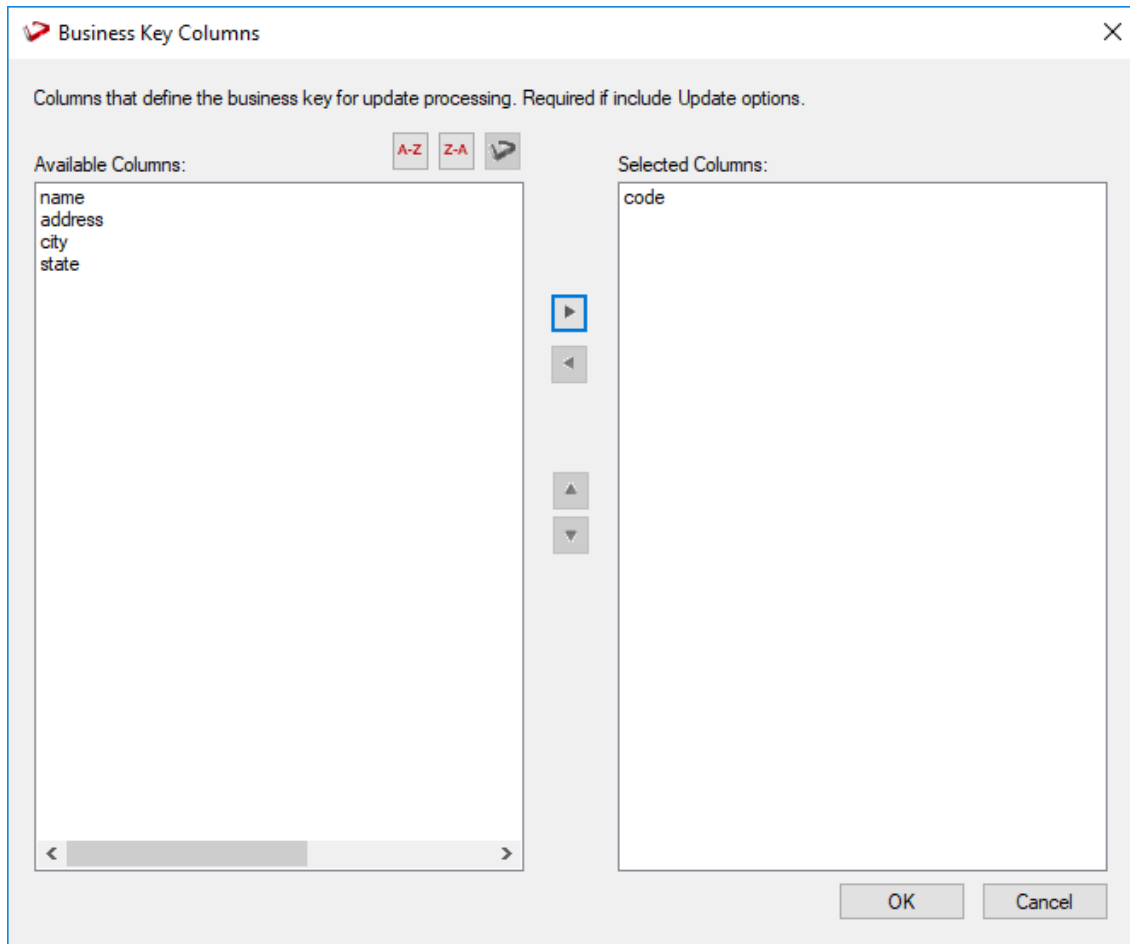 Business Key Columns
Columns that define the business key for update processing. Required if include Update options.
A-Z Z-A
Available Columns:
name
address
city
state
Selected Columns:
code
OK Cancel